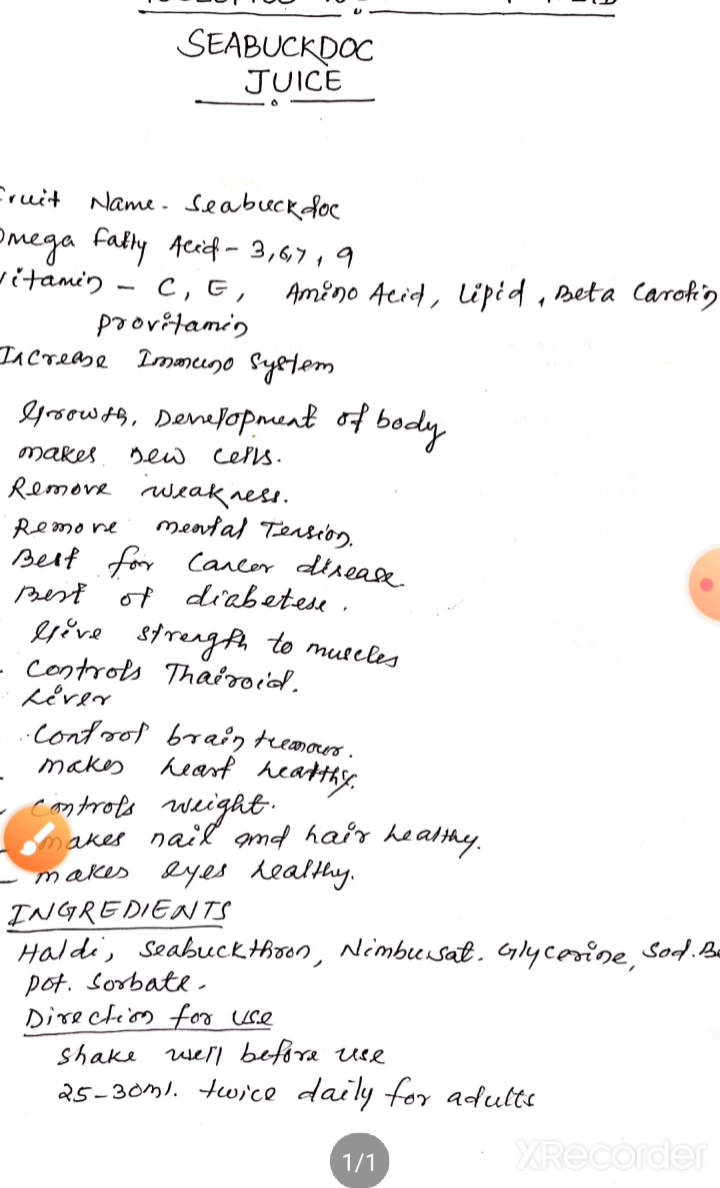 SEABUCKDOC
JUICE
Fruit Name - Seabuckdoc
Omega Fatty Acid - 3,6,7, 9
Vitamin - C, E, Amino Acid, Lipid, Beta Carotin
provitamin
Increase Immuno System
Growth, Development of body
makes new cells.
Remove weakness.
Remove mental Tension.
Best for Cancer disease
Best of diabetese.
Give strength to muscles
- Controls Thairoid.
Liver
Control brain
- makes heart healthy.
- Controls weight.
- makes nail and hair healthy.
- makes eyes healthy.
INGREDIENTS
Haldi, Seabuckthron, Nimbusat. Glycerine, Sod. Be
pot. Sorbate.
Direction for use
shake well before use
25-30ml. twice daily for adults
1/1
XRecorder